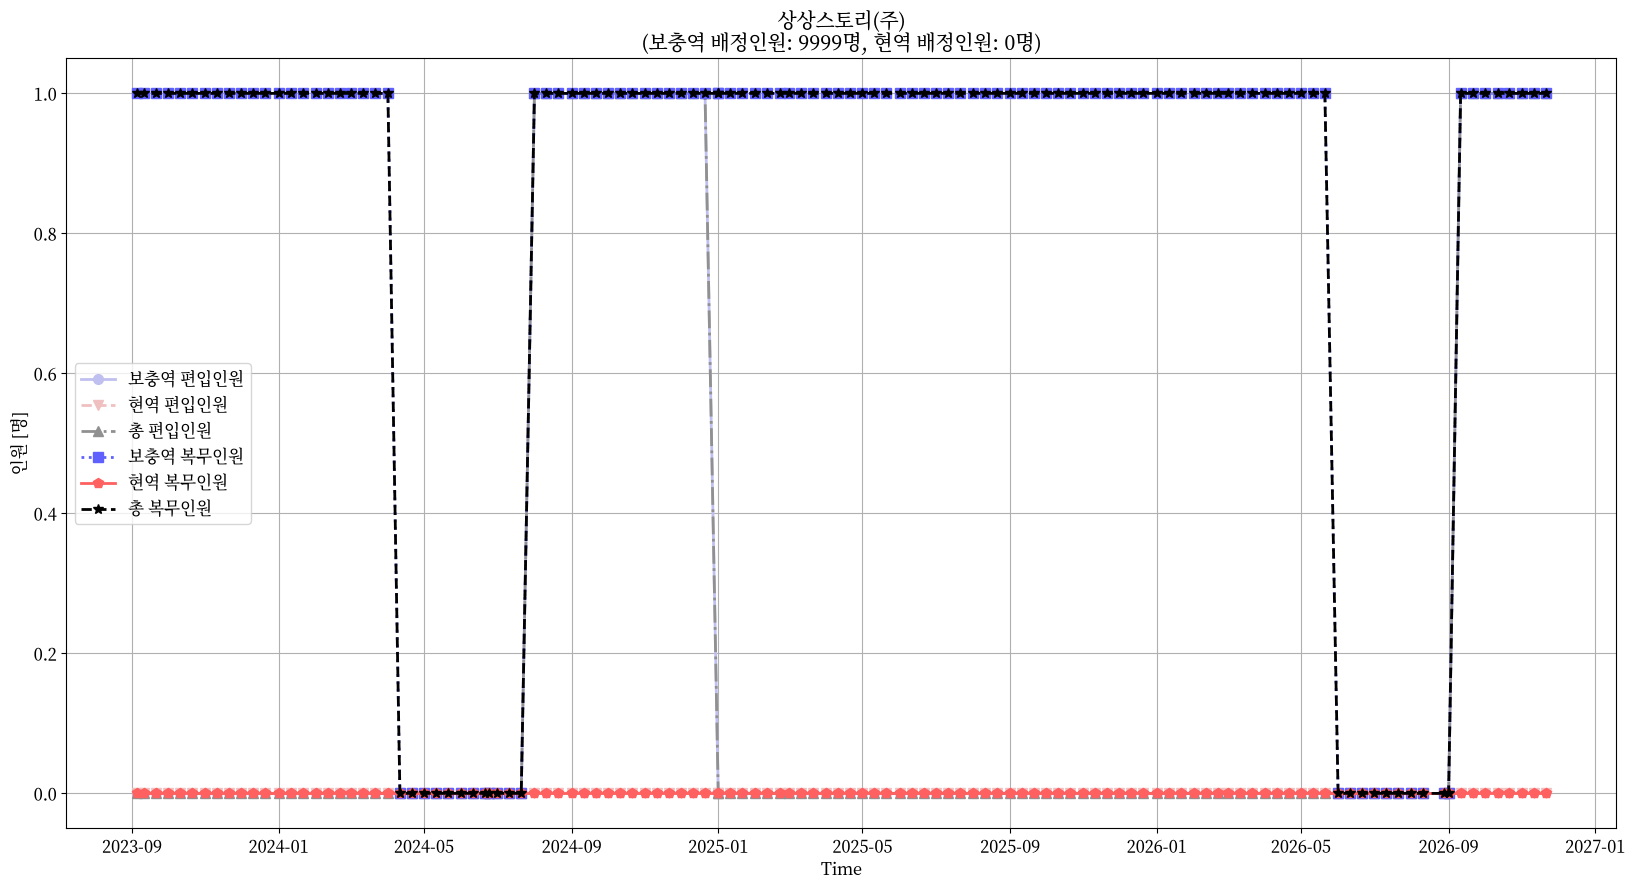 상상스토리(주)
(보충역 배정인원: 9999명, 현역 배정인원: 0명)
인원 [명]
1.0
0.8
0.6
0.4
0.2
0.0
보충역 편입인원
현역 편입인원
총 편입인원
보충역 복무인원
현역 복무인원
총 복무인원
2023-09 2024-01 2024-05 2024-09 2025-01 2025-05 2025-09 2026-01 2026-05 2026-09 2027-01
Time